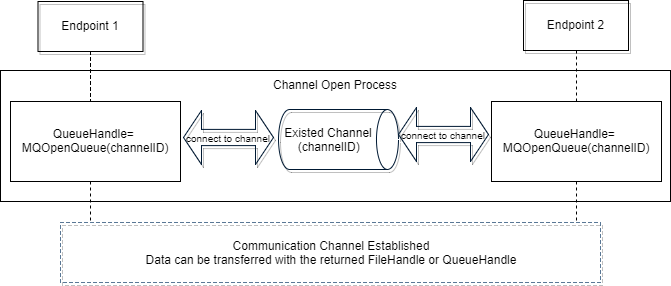 Endpoint 1
Endpoint 2
Channel Open Process
QueueHandle=
MQOpenQueue(channelID)
connect to channel
Existed Channel
(channelID)
connect to channel
QueueHandle=
MQOpenQueue(channelID)
Communication Channel Established
Data can be transferred with the returned FileHandle or QueueHandle